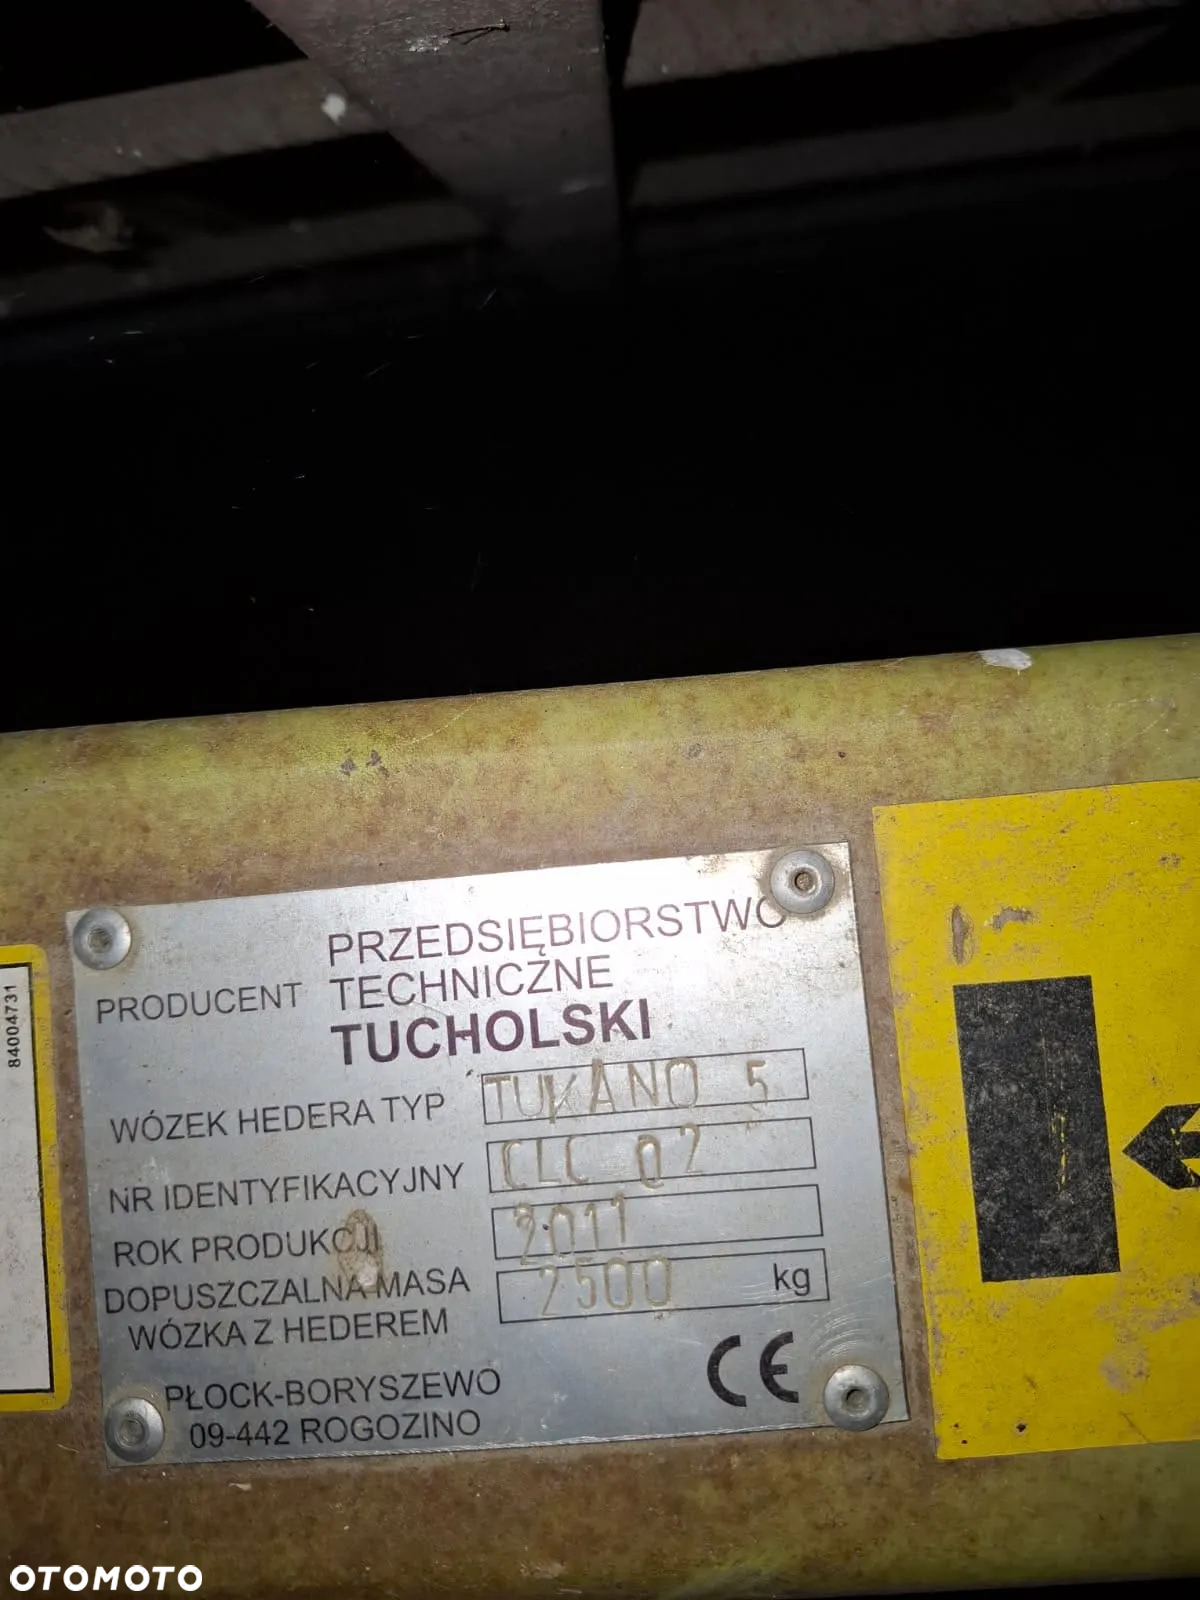 PRZEDSIĘBIORSTWO
PRODUCENT TECHNICZNE
TUCHOLSKI
WÓZEK HEDERA TYP TUKANO 5
NR IDENTYFIKACYJNY CLC 07
ROK PRODUKCJI 2011
DOPUSZCZALNA MASA 2500 kg
WÓZKA Z HEDEREM
PŁOCK-BORYSZEWO
09-442 ROGOZINO
CE
84004731
OTOMOTO